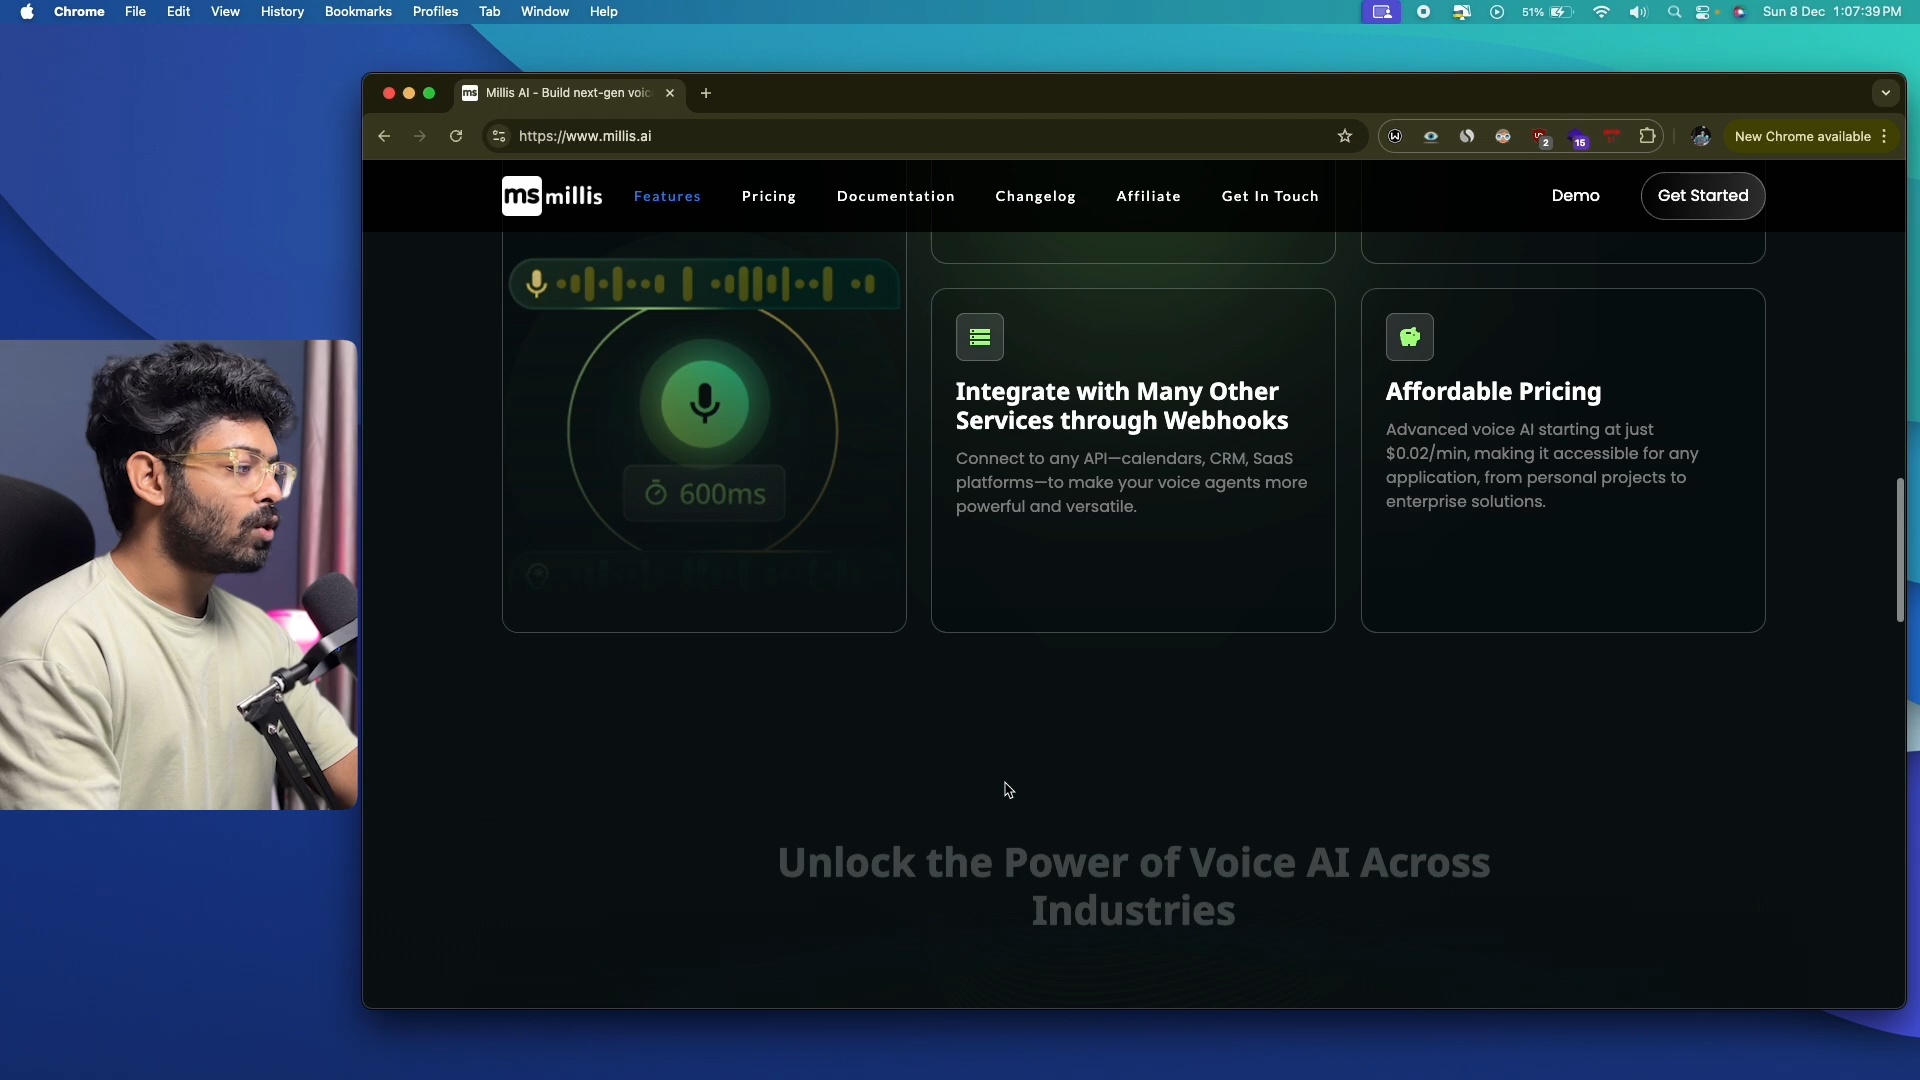 Chrome File Edit View History Bookmarks Profiles Tab Window Help
51% Sun 8 Dec 1:07:39 PM
ms Millis AI - Build next-gen voic
https://www.millis.ai
2 15 New Chrome available
ms millis Features Pricing Documentation Changelog Affiliate Get In Touch Demo Get Started
600ms
Integrate with Many Other
Services through Webhooks
Connect to any API—calendars, CRM, SaaS
platforms—to make your voice agents more
powerful and versatile.
Affordable Pricing
Advanced voice AI starting at just
$0.02/min, making it accessible for any
application, from personal projects to
enterprise solutions.
Unlock the Power of Voice AI Across
Industries